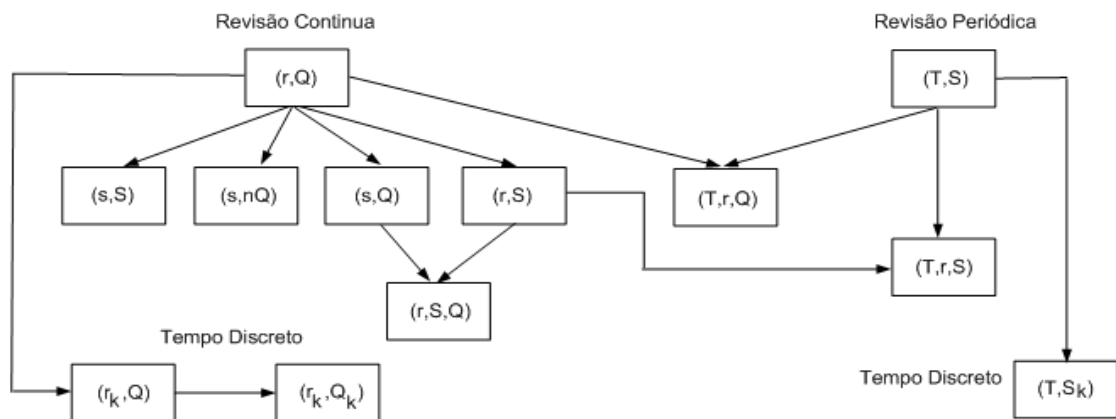 Revisão Continua
Revisão Periódica
(r,Q)
(T,S)
(s,S)
(s,nQ)
(s,Q)
(r,S)
(T,r,Q)
(T,r,S)
(r,S,Q)
Tempo Discreto
(rk,Q)
(rk,Qk)
Tempo Discreto
(T,Sk)